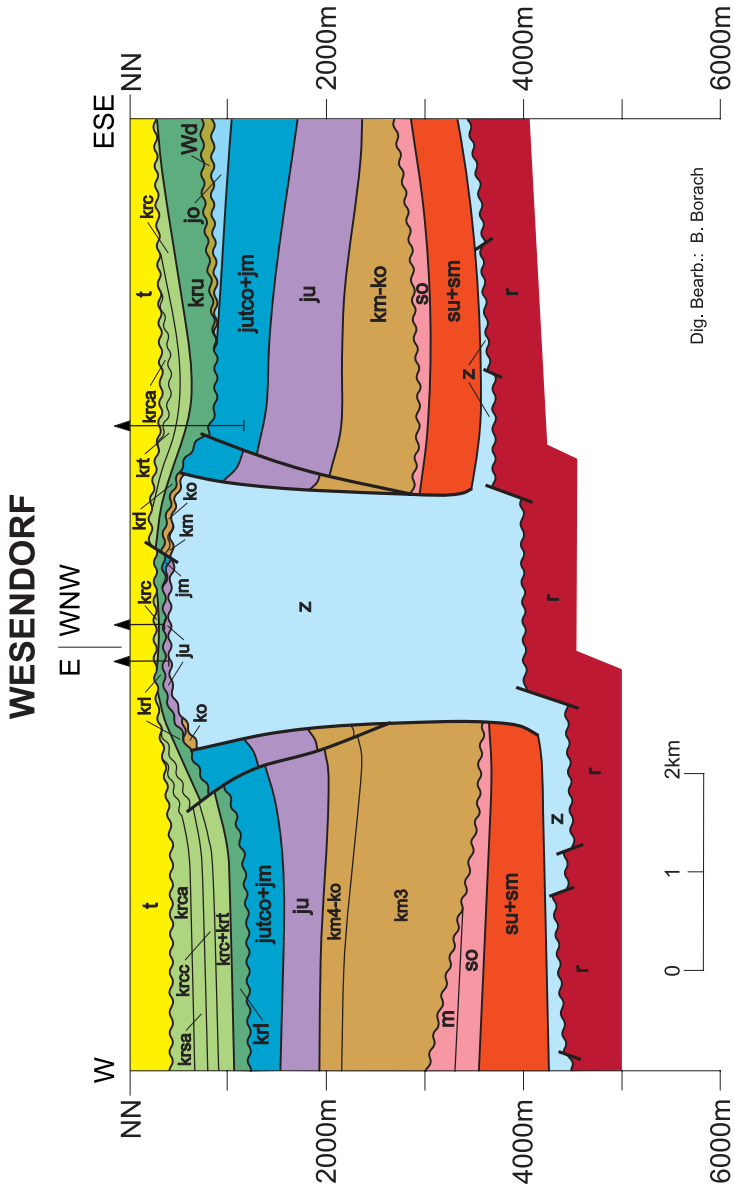 WESENDORF
W
E
WNW
ESE
NN
2000m
4000m
6000m
NN
2000m
4000m
6000m
t
krsa
krcc
krca
krc+krt
krl
jutco+jm
ju
km4-ko
km3
m
so
su+sm
z
r
r
krl
ko
ju
krc
jm
km
ko
krl
z
r
t
krt
krca
krc
kru
Wd
jo
jutco+jm
ju
km-ko
so
su+sm
z
r
0
1
2km
Dig. Bearb.: B. Borach